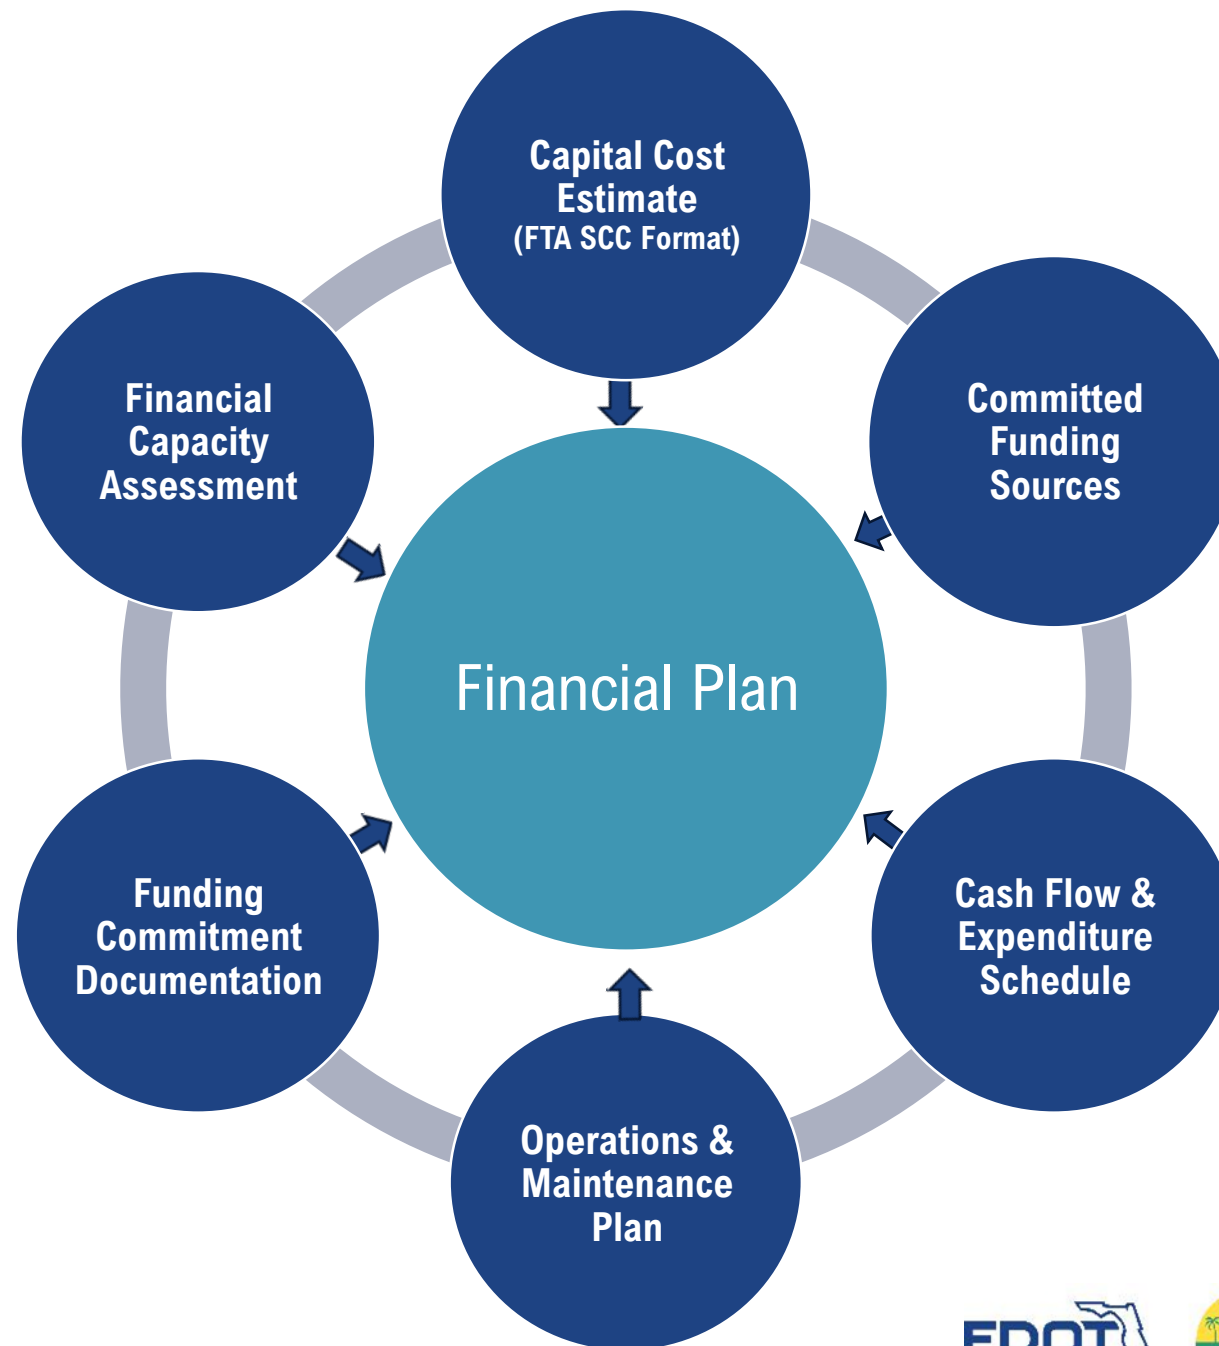 Capital Cost
Estimate
(FTA SCC Format)
Committed
Funding
Sources
Cash Flow &
Expenditure
Schedule
Operations &
Maintenance
Plan
Funding
Commitment
Documentation
Financial
Capacity
Assessment
Financial Plan
FDOT